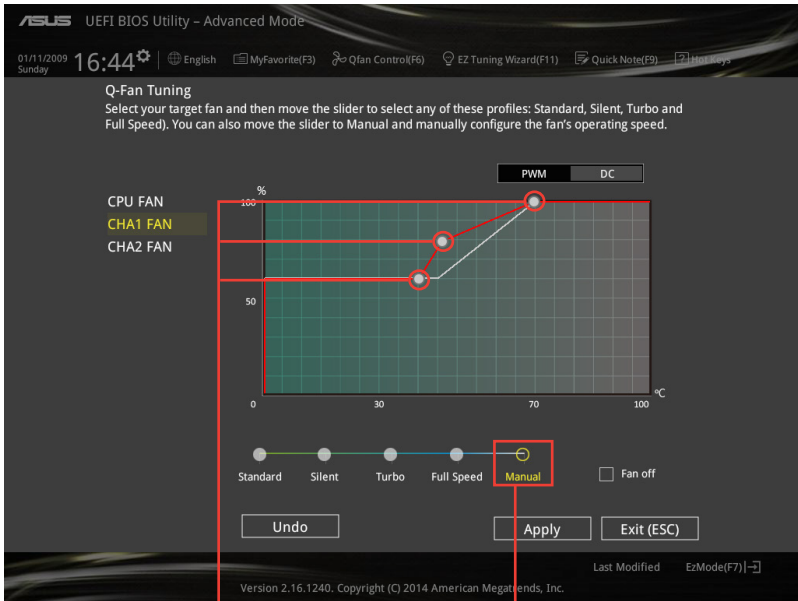 ASUS UEFI BIOS Utility – Advanced Mode
01/11/2009 16:44 English MyFavorite(F3) Qfan Control(F6) EZ Tuning Wizard(F11) Quick Note(F9) ? Hot Keys
Sunday
Q-Fan Tuning
Select your target fan and then move the slider to select any of these profiles: Standard, Silent, Turbo and
Full Speed). You can also move the slider to Manual and manually configure the fan's operating speed.
PWM DC
%
CPU FAN
100
CHA1 FAN
CHA2 FAN
50
ºC
0 30 70 100
Standard Silent Turbo Full Speed Manual
Fan off
Undo Apply Exit (ESC)
Last Modified EzMode(F7)
Version 2.16.1240. Copyright (C) 2014 American Megatrends, Inc.